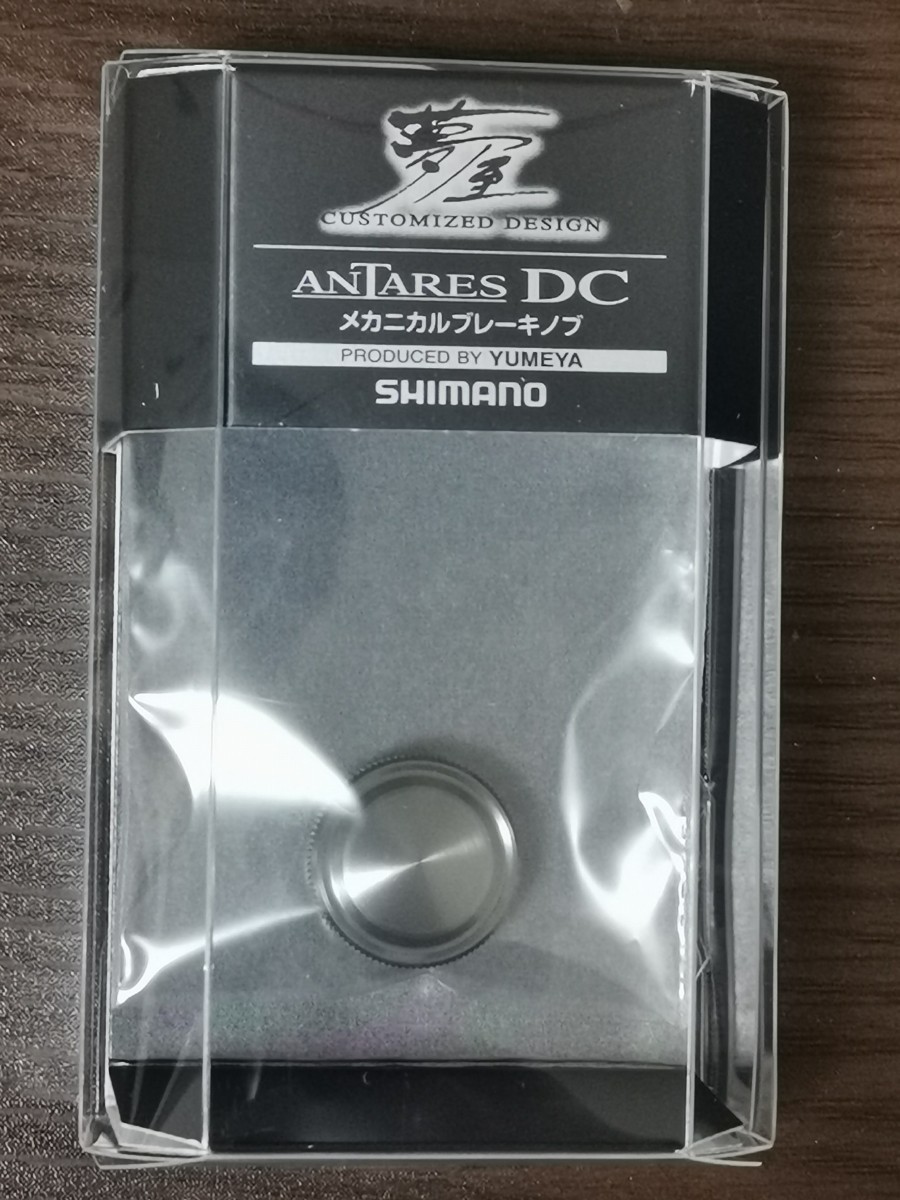 夢屋
CUSTOMIZED DESIGN
ANTARES DC
メカニカルブレーキノブ
PRODUCED BY YUMEYA
SHIMANO